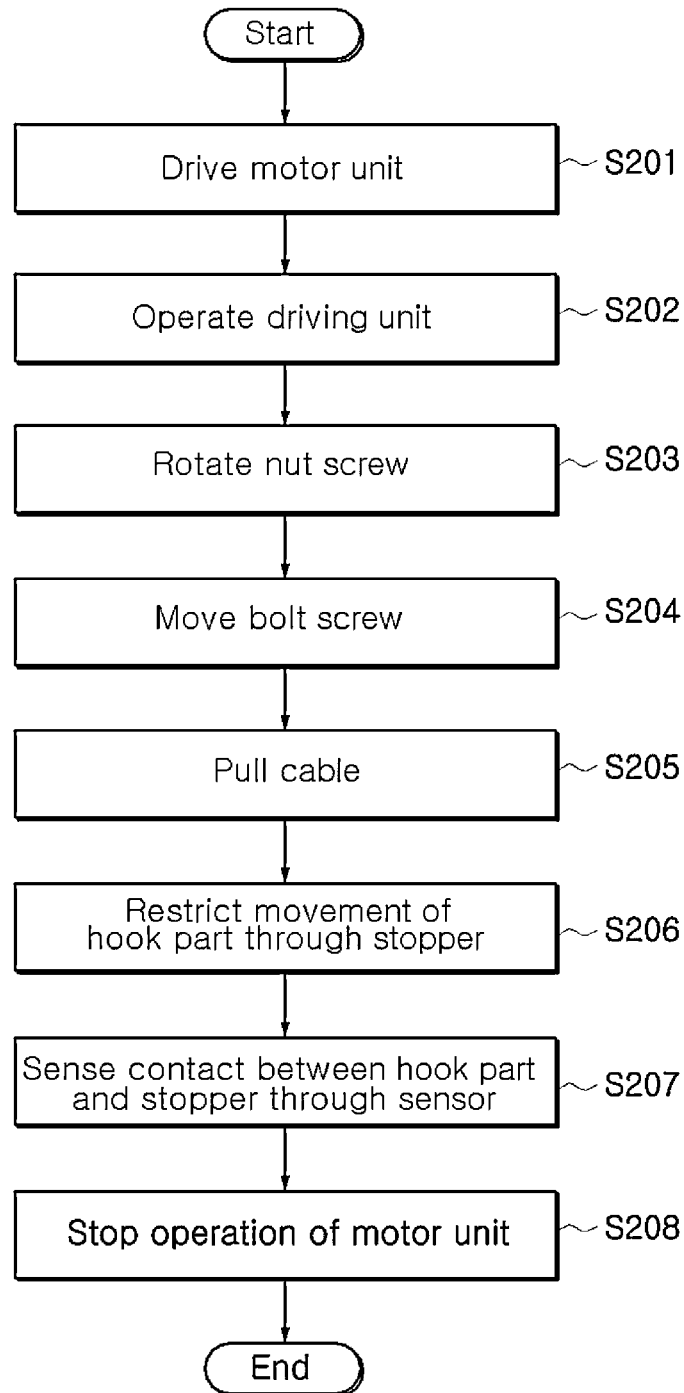 Start
Drive motor unit
S201
Operate driving unit
S202
Rotate nut screw
S203
Move bolt screw
S204
Pull cable
S205
Restrict movement of
hook part through stopper
S206
Sense contact between hook part
and stopper through sensor
S207
Stop operation of motor unit
S208
End